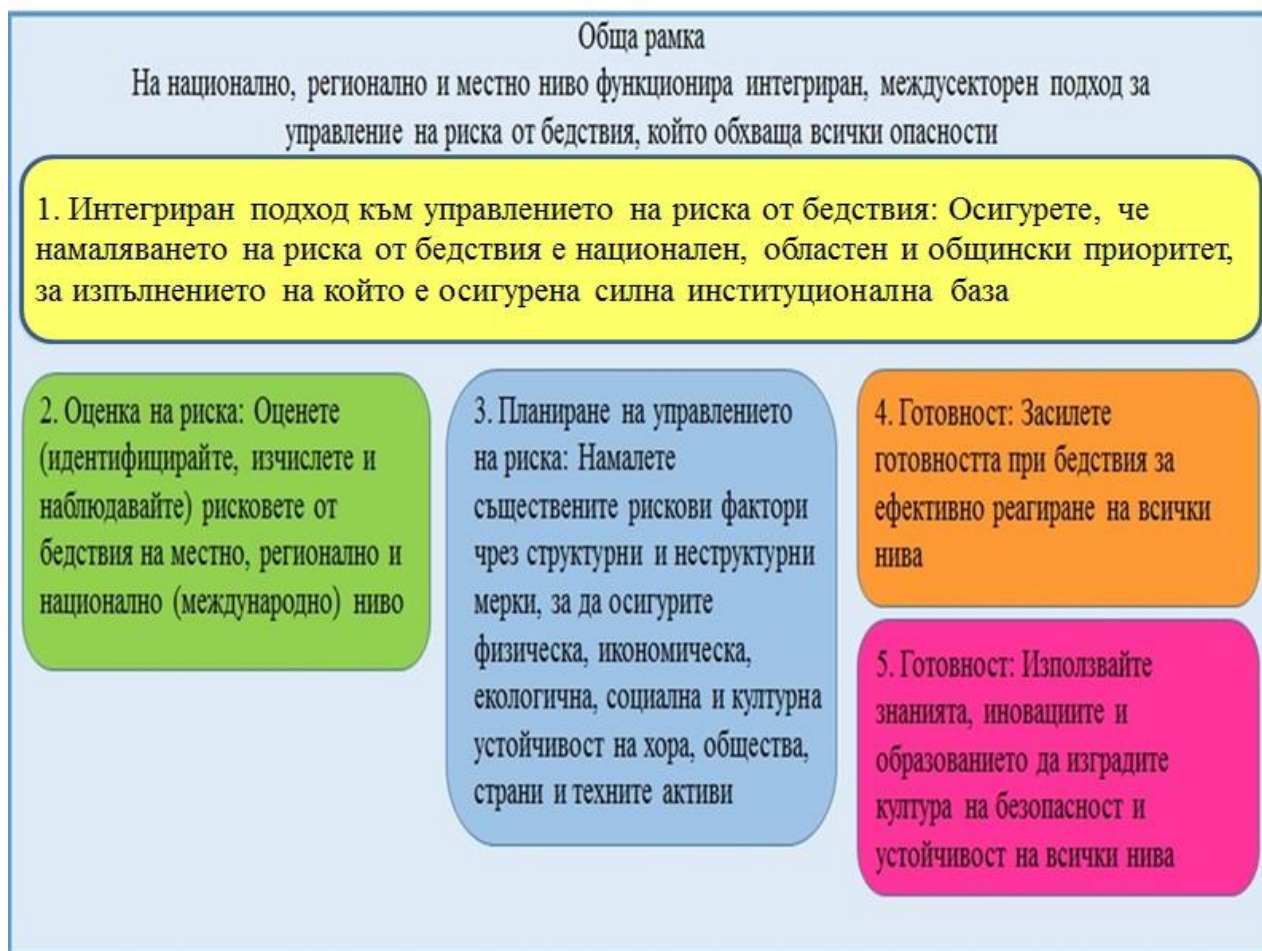 Обща рамка
На национално, регионално и местно ниво функционира интегриран, междусекторен подход за
управление на риска от бедствия, който обхваща всички опасности
1. Интегриран подход към управлението на риска от бедствия: Осигурете, че
намаляването на риска от бедствия е национален, областен и общински приоритет,
за изпълнението на който е осигурена силна институционална база
2. Оценка на риска: Оценете
(идентифицирайте, изчислете и
наблюдавайте) рисковете от
бедствия на местно, регионално и
национално (международно) ниво
3. Планиране на управлението
на риска: Намалете
съществените рискови фактори
чрез структурни и неструктурни
мерки, за да осигурите
физическа, икономическа,
екологична, социална и културна
устойчивост на хора, общества,
страни и техните активи
4. Готовност: Засилете
готовността при бедствия за
ефективно реагиране на всички
нива
5. Готовност: Използвайте
знанията, иновациите и
образованието да изградите
култура на безопасност и
устойчивост на всички нива